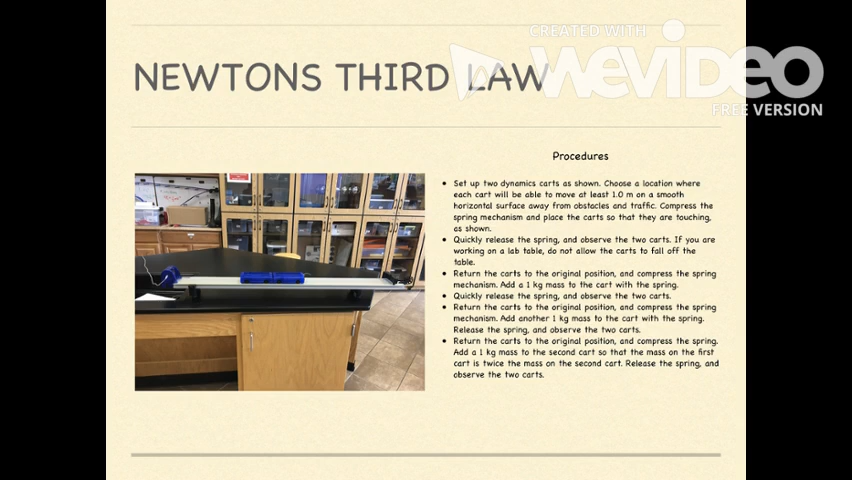 CREATED WITH
WeVideo
FREE VERSION
NEWTONS THIRD LAW
Procedures
• Set up two dynamics carts as shown. Choose a location where
each cart will be able to move at least 1.0 m on a smooth
horizontal surface away from obstacles and traffic. Compress the
spring mechanism and place the carts so that they are touching,
as shown.
• Quickly release the spring, and observe the two carts. If you are
working on a lab table, do not allow the carts to fall off the
table.
• Return the carts to the original position, and compress the spring
mechanism. Add a 1 kg mass to the cart with the spring.
• Quickly release the spring, and observe the two carts.
• Return the carts to the original position, and compress the spring
mechanism. Add another 1 kg mass to the cart with the spring.
Release the spring, and observe the two carts.
• Return the carts to the original position, and compress the spring.
Add a 1 kg mass to the second cart so that the mass on the first
cart is twice the mass on the second cart. Release the spring, and
observe the two carts.